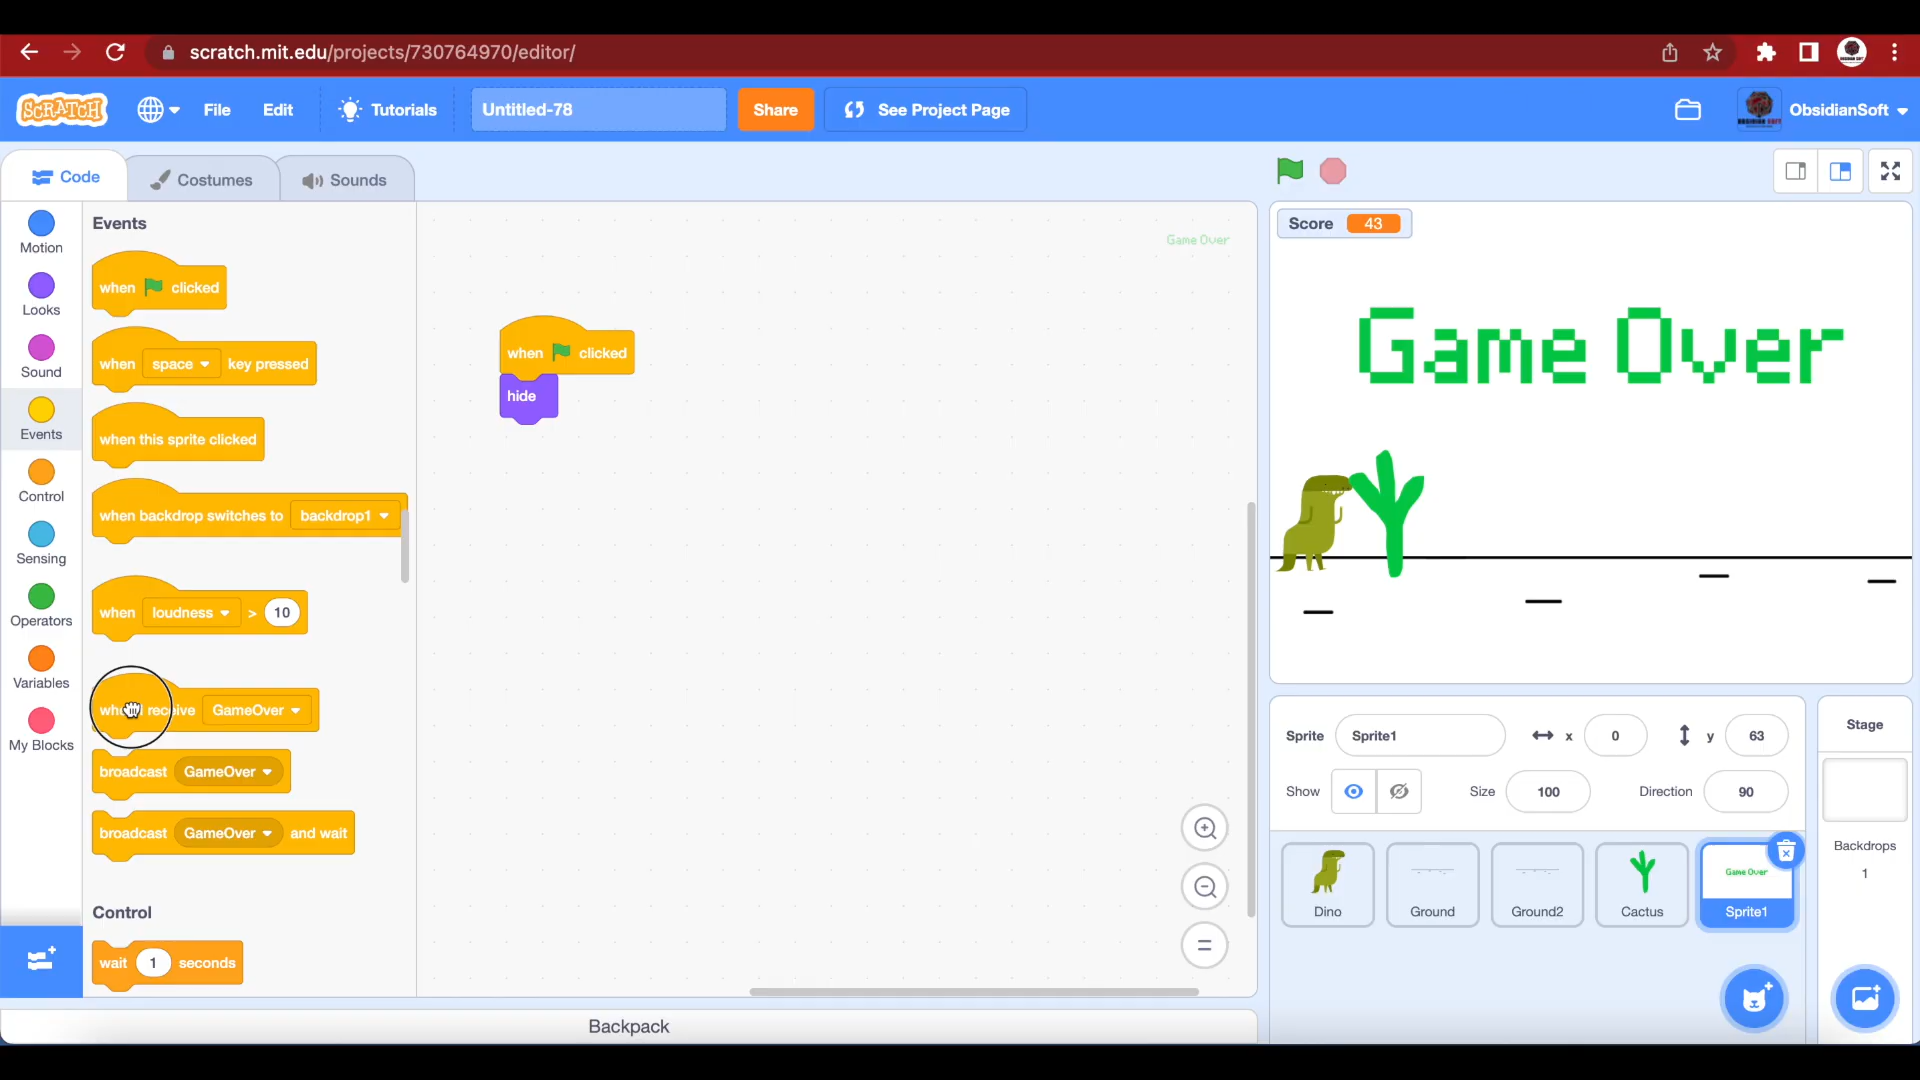 scratch.mit.edu/projects/730764970/editor/
SCRATCH
File
Edit
Tutorials
Untitled-78
Share
See Project Page
ObsidianSoft
Code
Costumes
Sounds
Motion
Looks
Sound
Events
Control
Sensing
Operators
Variables
My Blocks
Events
when clicked
when space key pressed
when this sprite clicked
when backdrop switches to backdrop1
when loudness > 10
receive GameOver
broadcast GameOver
broadcast GameOver and wait
Control
wait 1 seconds
when clicked
hide
Game Over
Backpack
Score 43
Game Over
Sprite Sprite1 x 0 y 63
Show Size 100 Direction 90
Dino
Ground
Ground2
Cactus
Game Over
Sprite1
Stage
Backdrops
1